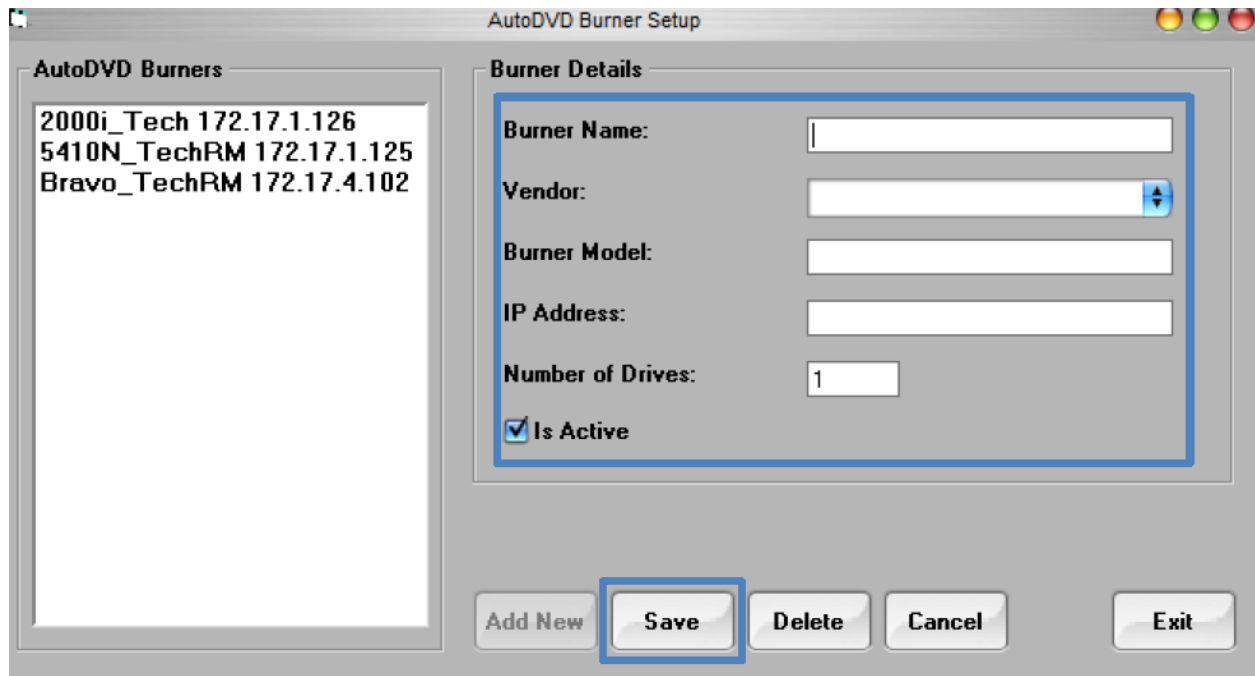 AutoDVD Burner Setup
AutoDVD Burners
2000i_Tech 172.17.1.126
5410N_TechRM 172.17.1.125
Bravo_TechRM 172.17.4.102
Burner Details
Burner Name:
Vendor:
Burner Model:
IP Address:
Number of Drives: 1
Is Active
Add New Save Delete Cancel Exit